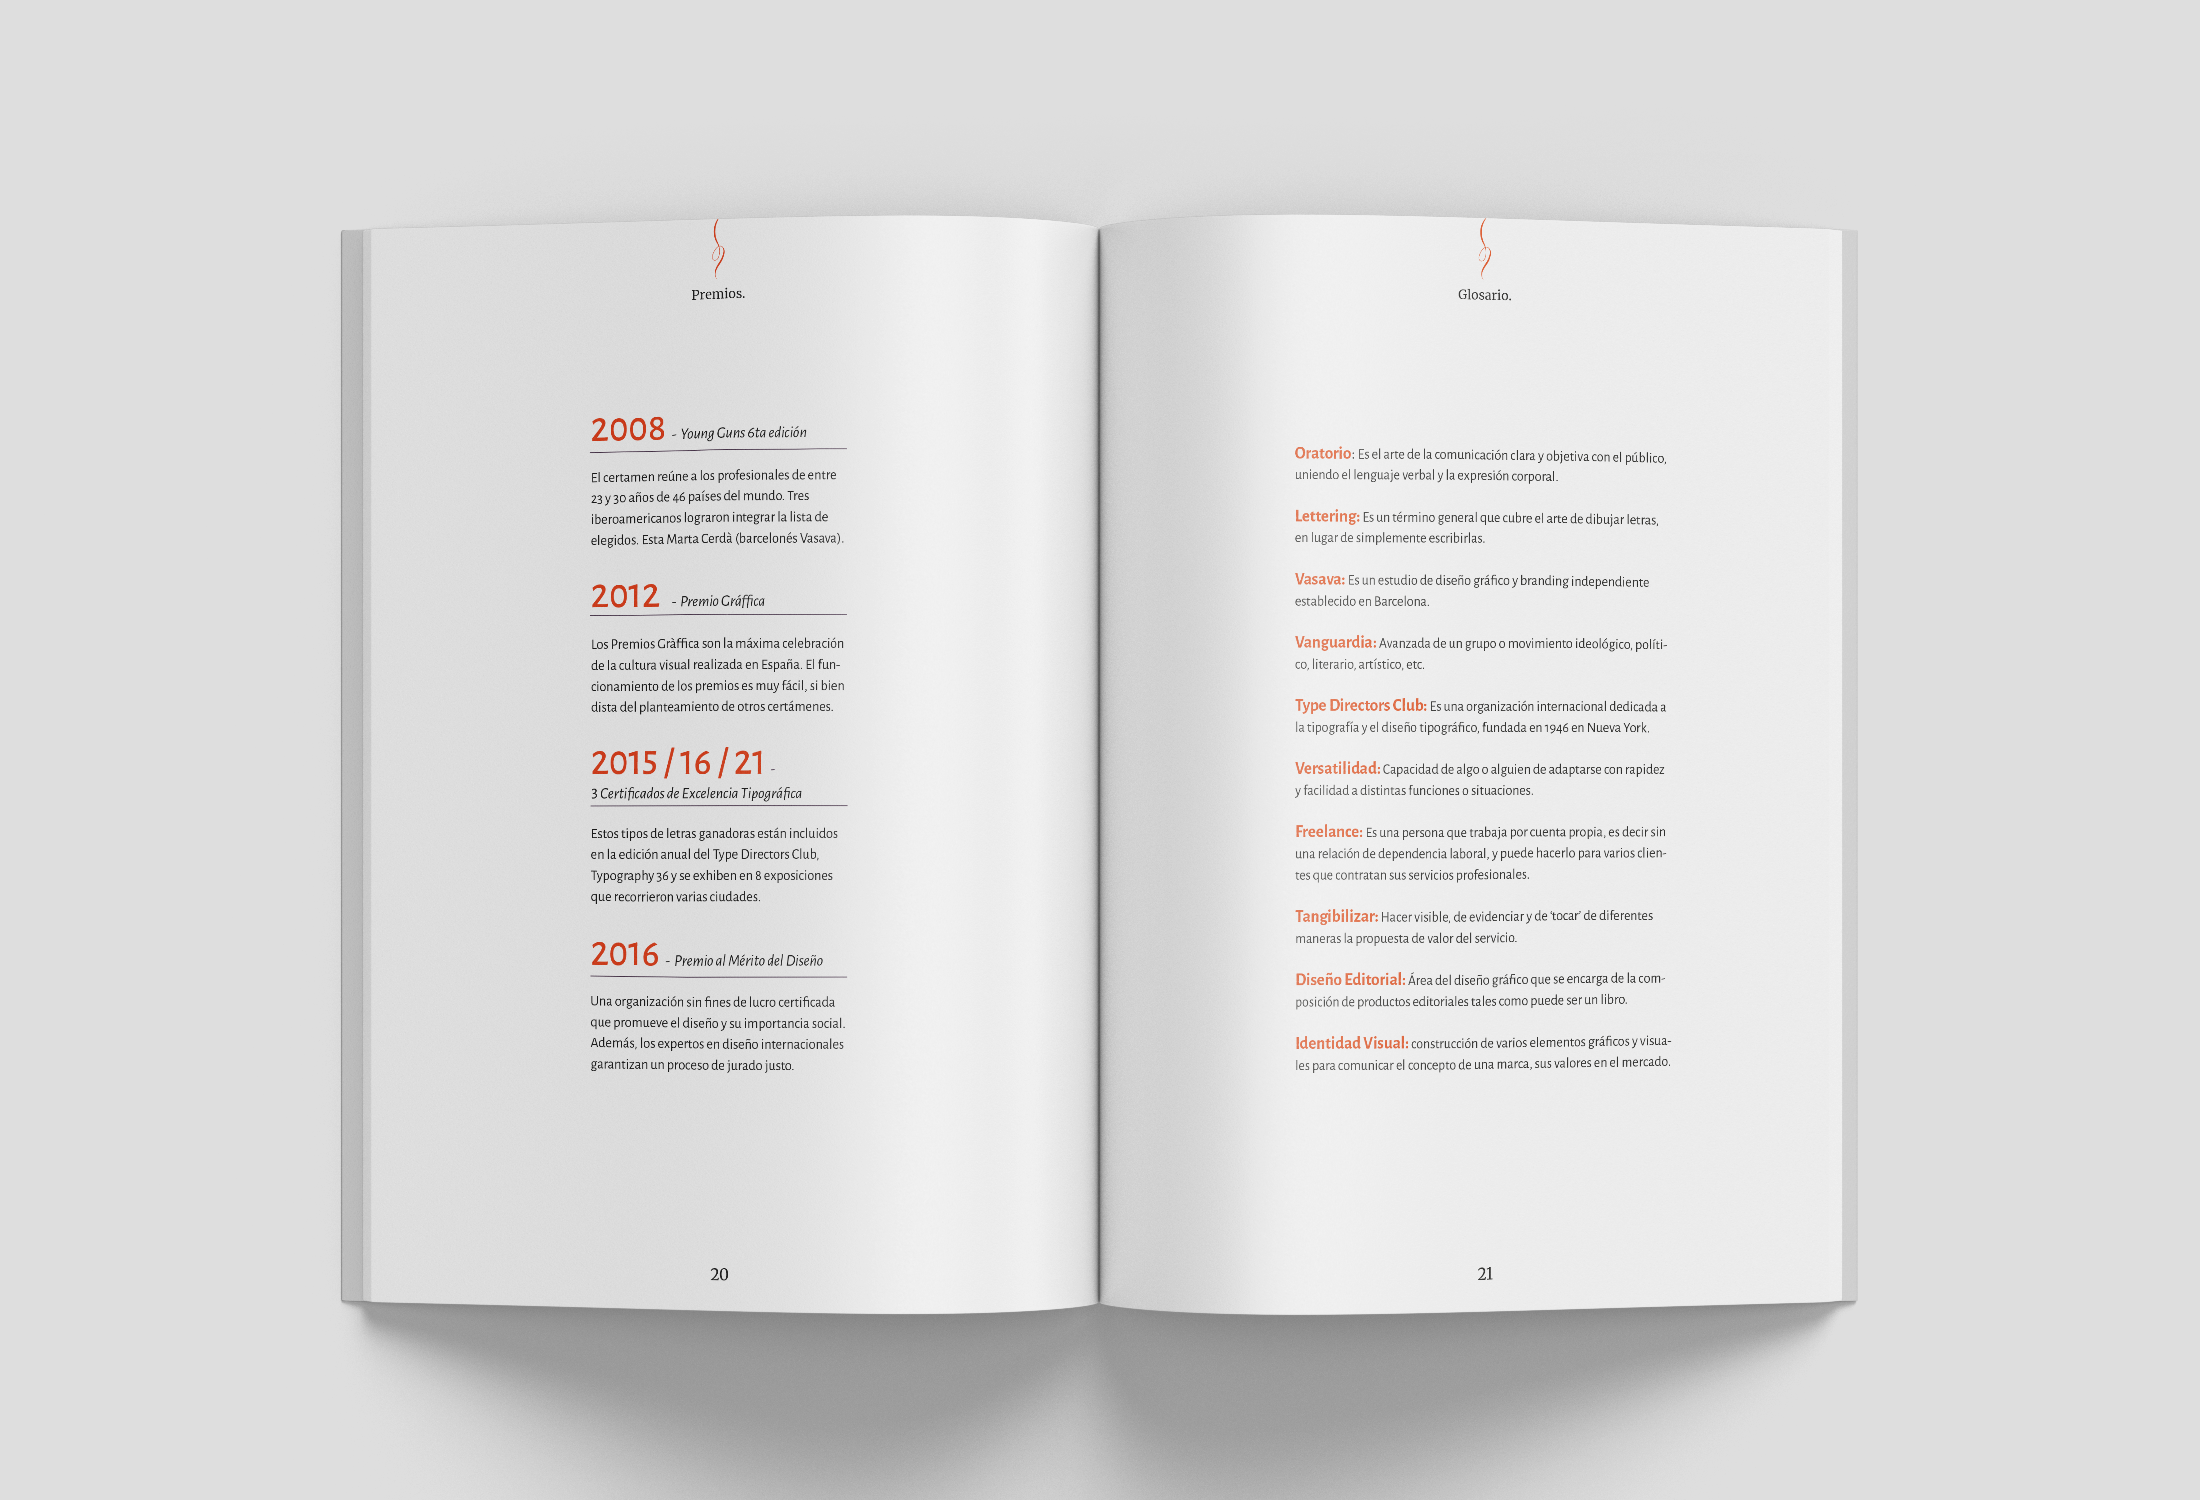 Premios.
2008 - Young Guns 6ta edición
El certamen reúne a los profesionales de entre
23 y 30 años de 46 países del mundo. Tres
iberoamericanos lograron integrar la lista de
elegidos. Esta Marta Cerdà (barcelonés Vasava).
2012 - Premio Gráffica
Los Premios Gràffica son la máxima celebración
de la cultura visual realizada en España. El fun-
cionamiento de los premios es muy fácil, si bien
dista del planteamiento de otros certámenes.
2015 / 16 / 21 -
3 Certificados de Excelencia Tipográfica
Estos tipos de letras ganadoras están incluidos
en la edición anual del Type Directors Club,
Typography 36 y se exhiben en 8 exposiciones
que recorrieron varias ciudades.
2016 - Premio al Mérito del Diseño
Una organización sin fines de lucro certificada
que promueve el diseño y su importancia social.
Además, los expertos en diseño internacionales
garantizan un proceso de jurado justo.
20
Glosario.
Oratorio: Es el arte de la comunicación clara y objetiva con el público,
uniendo el lenguaje verbal y la expresión corporal.
Lettering: Es un término general que cubre el arte de dibujar letras,
en lugar de simplemente escribirlas.
Vasava: Es un estudio de diseño gráfico y branding independiente
establecido en Barcelona.
Vanguardia: Avanzada de un grupo o movimiento ideológico, políti-
co, literario, artístico, etc.
Type Directors Club: Es una organización internacional dedicada a
la tipografía y el diseño tipográfico, fundada en 1946 en Nueva York.
Versatilidad: Capacidad de algo o alguien de adaptarse con rapidez
y facilidad a distintas funciones o situaciones.
Freelance: Es una persona que trabaja por cuenta propia, es decir sin
una relación de dependencia laboral, y puede hacerlo para varios clien-
tes que contratan sus servicios profesionales.
Tangibilizar: Hacer visible, de evidenciar y de ‘tocar’ de diferentes
maneras la propuesta de valor del servicio.
Diseño Editorial: Área del diseño gráfico que se encarga de la com-
posición de productos editoriales tales como puede ser un libro.
Identidad Visual: construcción de varios elementos gráficos y visua-
les para comunicar el concepto de una marca, sus valores en el mercado.
21